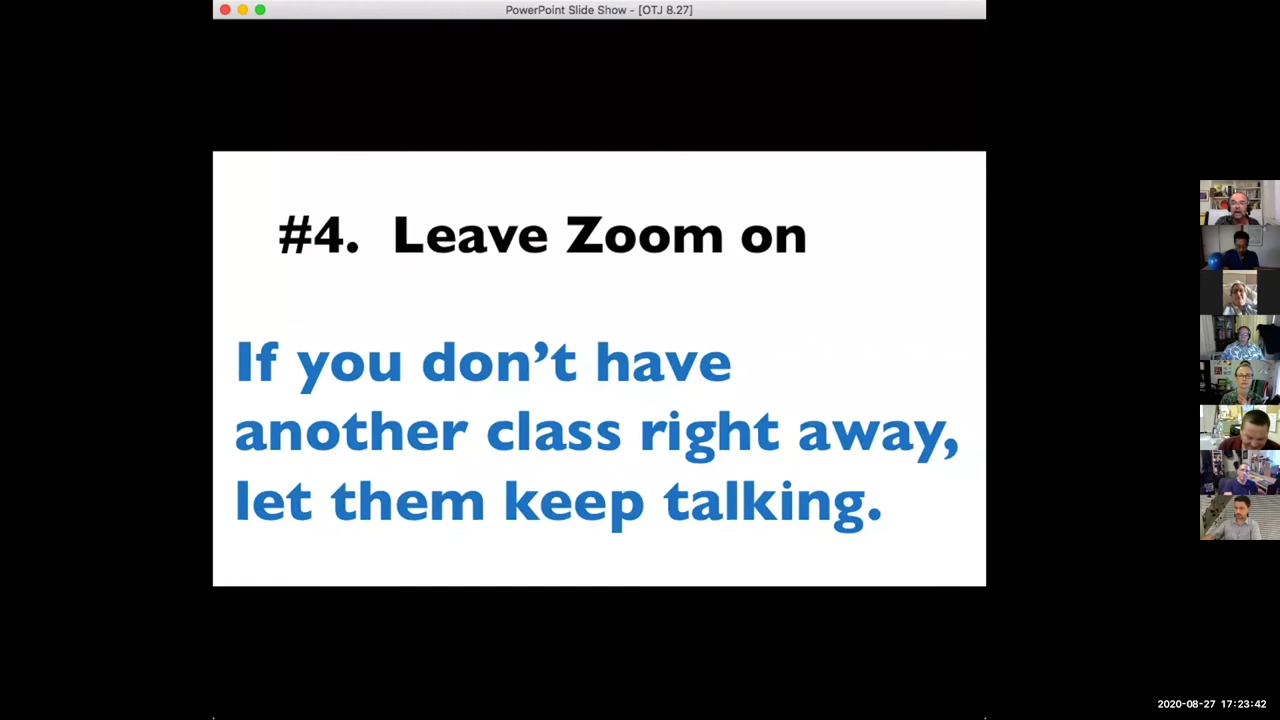 PowerPoint Slide Show - [OTJ 8.27]
#4. Leave Zoom on
If you don’t have
another class right away,
let them keep talking.
2020-08-27 17:23:42